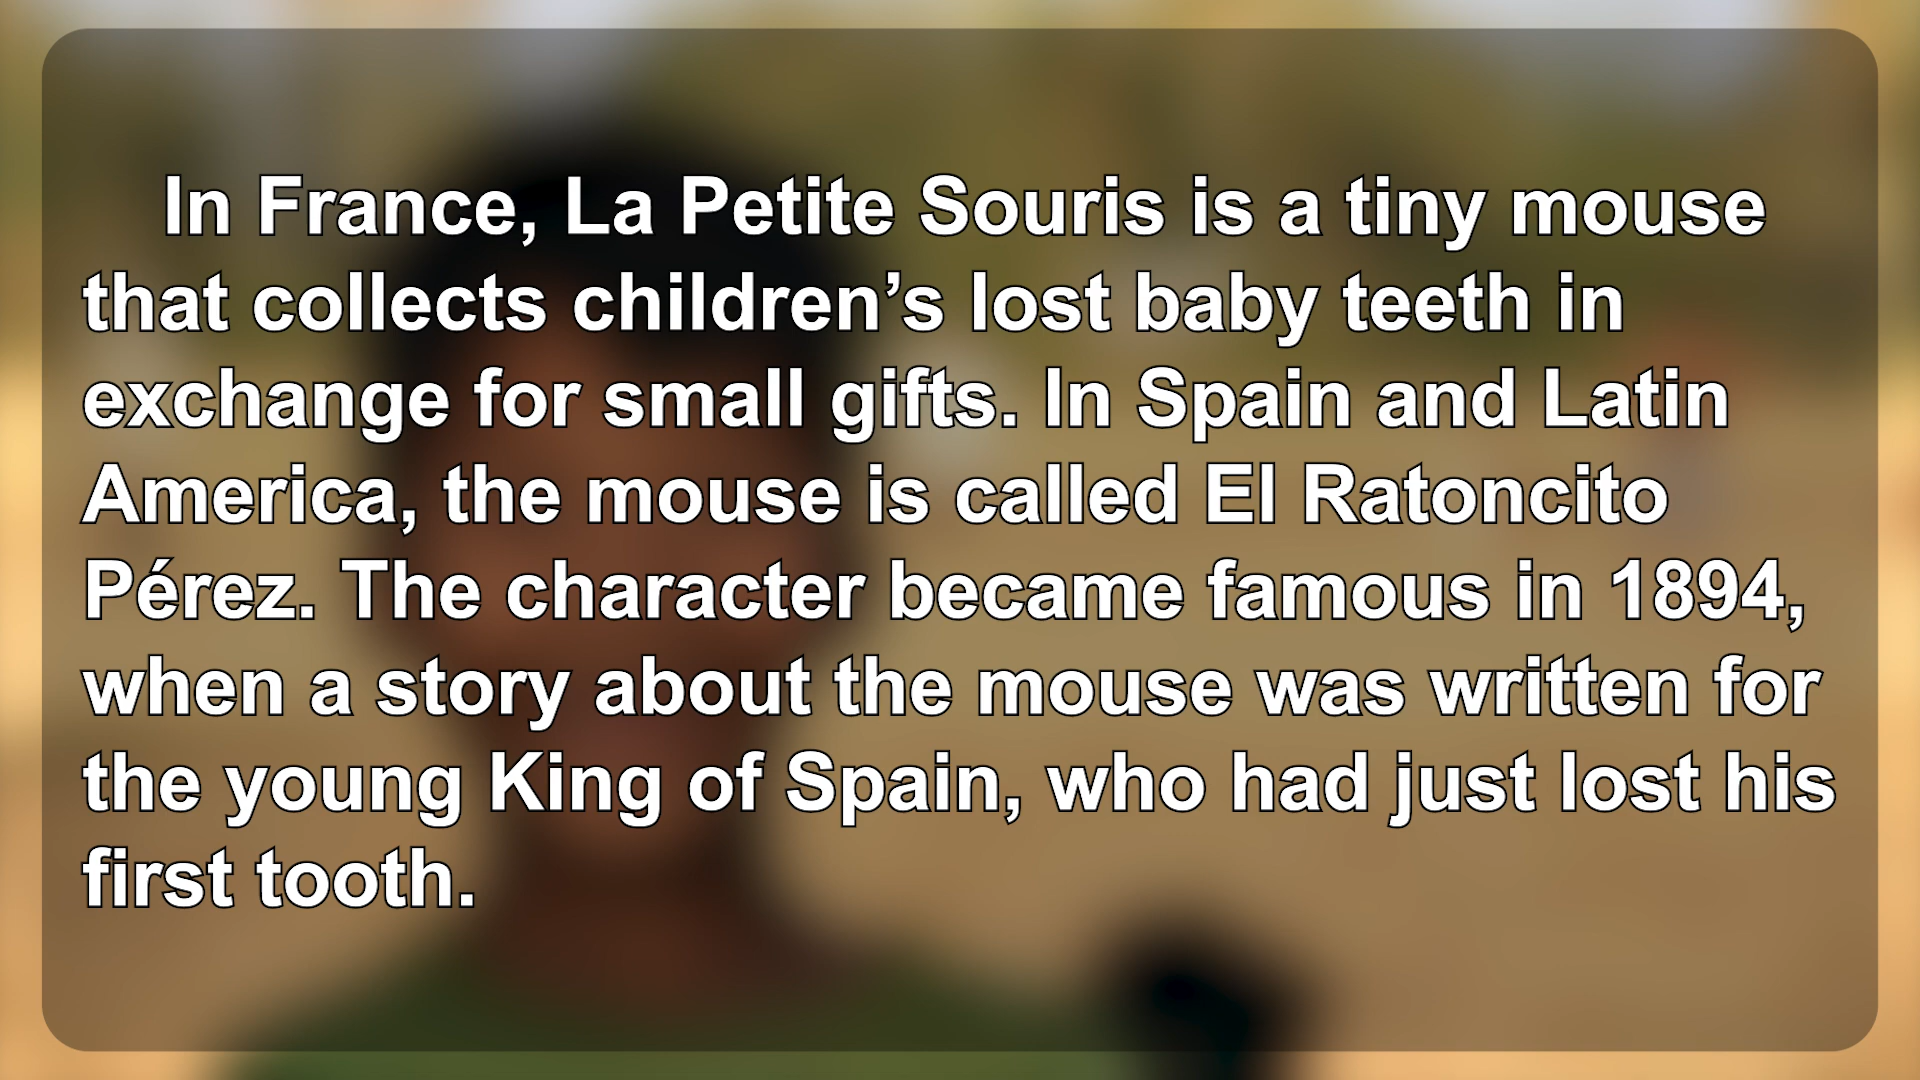 In France, La Petite Souris is a tiny mouse
that collects children’s lost baby teeth in
exchange for small gifts. In Spain and Latin
America, the mouse is called El Ratoncito
Pérez. The character became famous in 1894,
when a story about the mouse was written for
the young King of Spain, who had just lost his
first tooth.